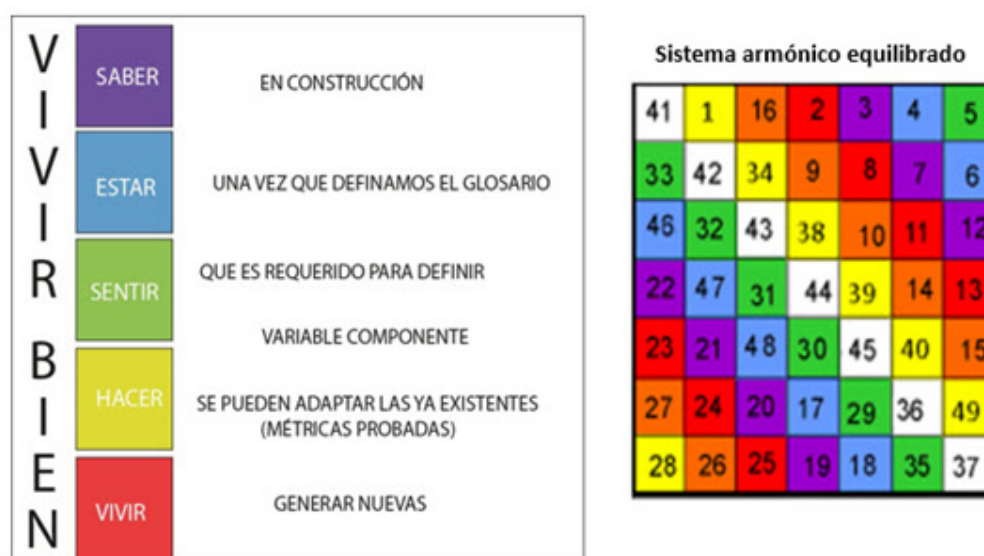 VIVIR BIEN
SABER
EN CONSTRUCCIÓN
ESTAR
UNA VEZ QUE DEFINAMOS EL GLOSARIO
SENTIR
QUE ES REQUERIDO PARA DEFINIR
VARIABLE COMPONENTE
HACER
SE PUEDEN ADAPTAR LAS YA EXISTENTES
(MÉTRICAS PROBADAS)
VIVIR
GENERAR NUEVAS
Sistema armónico equilibrado
41 1 16 2 3 4 5
33 42 34 9 8 7 6
46 32 43 38 10 11 12
22 47 31 44 39 14 13
23 21 48 30 45 40 15
27 24 20 17 29 36 49
28 26 25 19 18 35 37